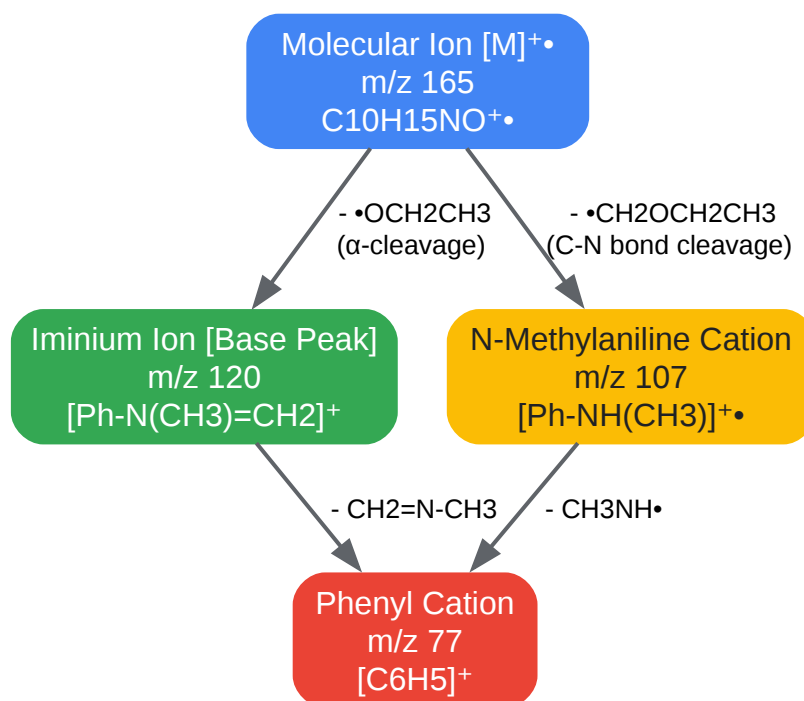 Molecular Ion [M]⁺•
m/z 165
C10H15NO⁺•
- •OCH2CH3
(α-cleavage)
- •CH2OCH2CH3
(C-N bond cleavage)
Iminium Ion [Base Peak]
m/z 120
[Ph-N(CH3)=CH2]⁺
N-Methylaniline Cation
m/z 107
[Ph-NH(CH3)]⁺•
- CH2=N-CH3
- CH3NH•
Phenyl Cation
m/z 77
[C6H5]⁺